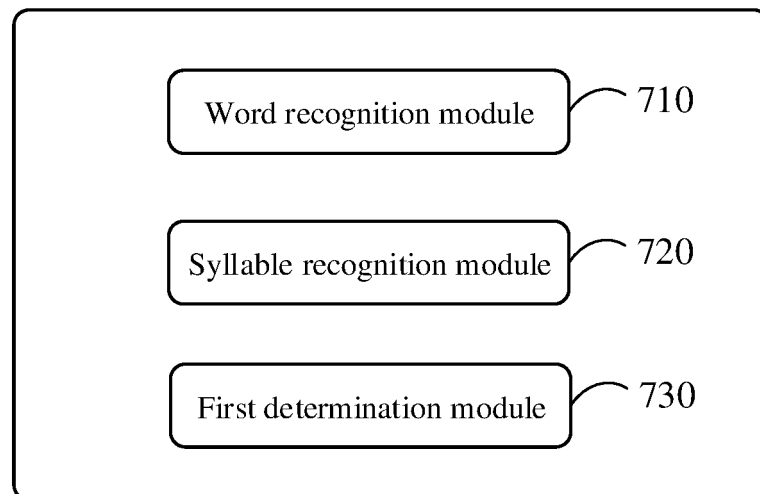 Word recognition module
710
Syllable recognition module
720
First determination module
730